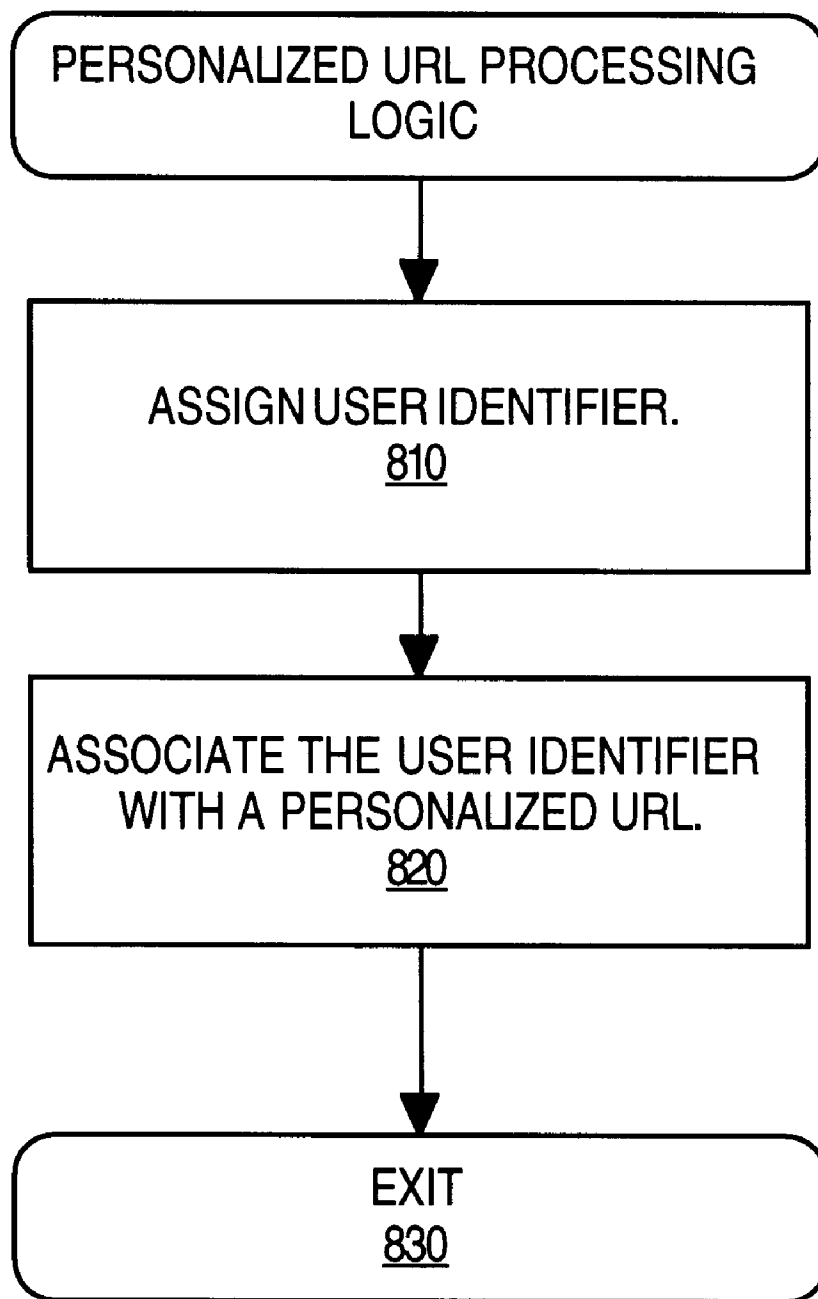 PERSONALIZED URL PROCESSING
LOGIC
ASSIGN USER IDENTIFIER.
810
ASSOCIATE THE USER IDENTIFIER
WITH A PERSONALIZED URL.
820
EXIT
830